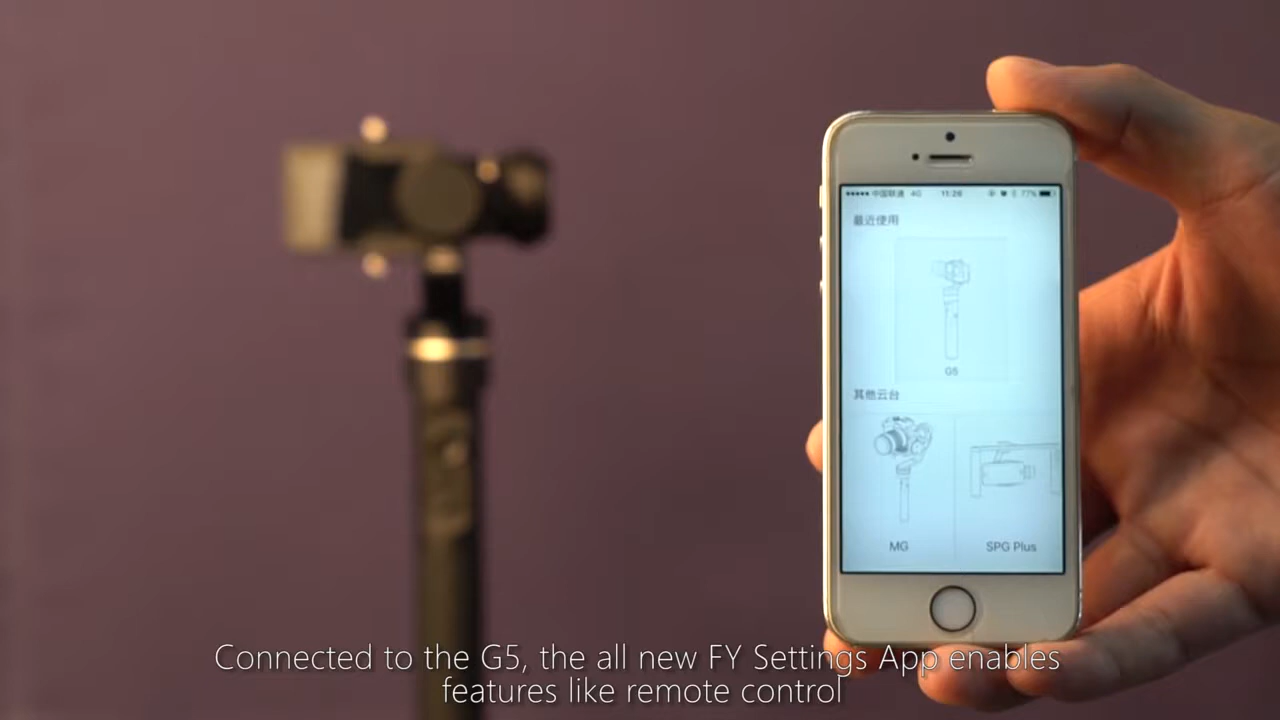 中国联通 4G 11:26 77%
最近使用
G5
其他云台
MG SPG Plus
Connected to the G5, the all new FY Settings App enables
features like remote control